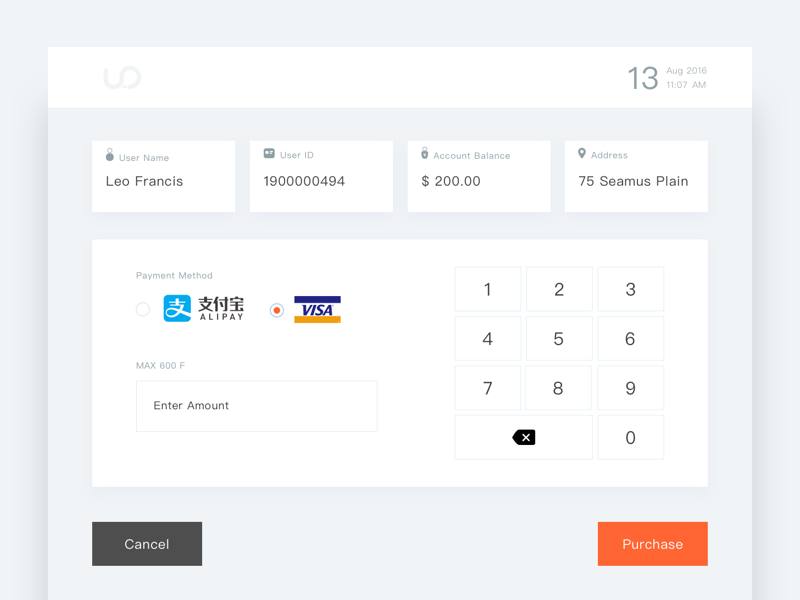 13
Aug 2016
11:07 AM
User Name
Leo Francis
User ID
1900000494
Account Balance
$ 200.00
Address
75 Seamus Plain
Payment Method
支
支付宝
ALIPAY
VISA
MAX 600 F
Enter Amount
1 2 3
4 5 6
7 8 9
0
Cancel
Purchase